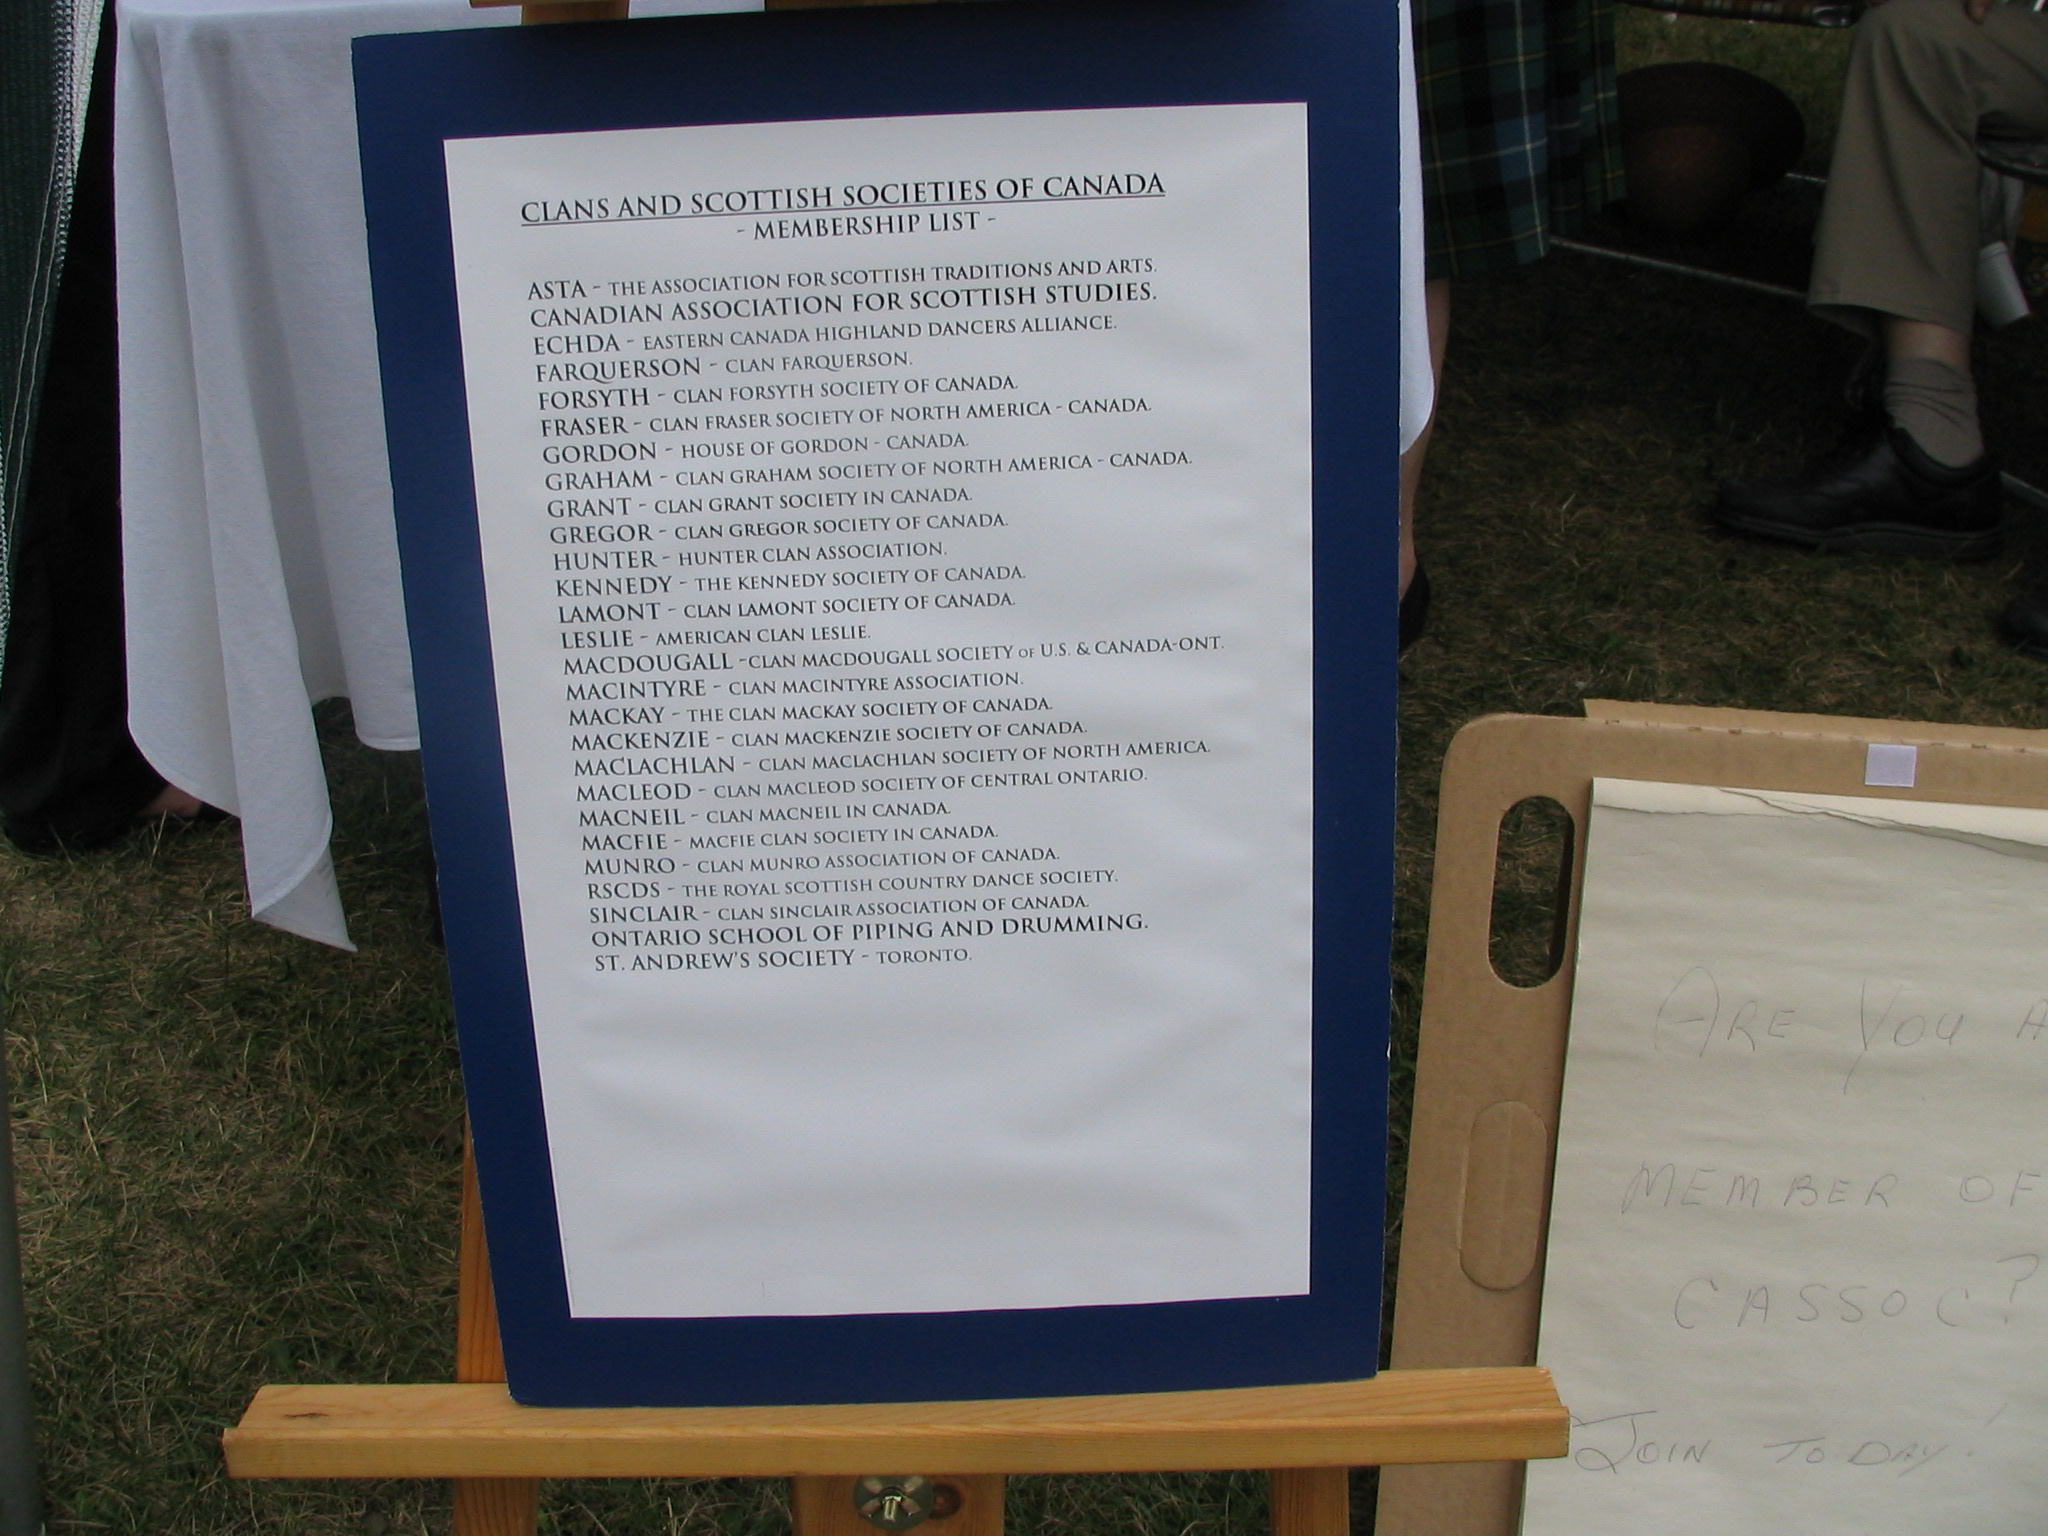 CLANS AND SCOTTISH SOCIETIES OF CANADA
- MEMBERSHIP LIST -
ASTA - THE ASSOCIATION FOR SCOTTISH TRADITIONS AND ARTS.
CANADIAN ASSOCIATION FOR SCOTTISH STUDIES.
ECHDA - EASTERN CANADA HIGHLAND DANCERS ALLIANCE.
FARQUERSON - CLAN FARQUERSON.
FORSYTH - CLAN FORSYTH SOCIETY OF CANADA.
FRASER - CLAN FRASER SOCIETY OF NORTH AMERICA - CANADA.
GORDON - HOUSE OF GORDON - CANADA.
GRAHAM - CLAN GRAHAM SOCIETY OF NORTH AMERICA - CANADA.
GRANT - CLAN GRANT SOCIETY IN CANADA.
GREGOR - CLAN GREGOR SOCIETY OF CANADA.
HUNTER - HUNTER CLAN ASSOCIATION.
KENNEDY - THE KENNEDY SOCIETY OF CANADA.
LAMONT - CLAN LAMONT SOCIETY OF CANADA.
LESLIE - AMERICAN CLAN LESLIE.
MACDOUGALL -CLAN MACDOUGALL SOCIETY OF U.S. & CANADA-ONT.
MACINTYRE - CLAN MACINTYRE ASSOCIATION.
MACKAY - THE CLAN MACKAY SOCIETY OF CANADA.
MACKENZIE - CLAN MACKENZIE SOCIETY OF CANADA.
MACLACHLAN - CLAN MACLACHLAN SOCIETY OF NORTH AMERICA.
MACLEOD - CLAN MACLEOD SOCIETY OF CENTRAL ONTARIO.
MACNEIL - CLAN MACNEIL IN CANADA.
MACFIE - MACFIE CLAN SOCIETY IN CANADA.
MUNRO - CLAN MUNRO ASSOCIATION OF CANADA.
RSCDS - THE ROYAL SCOTTISH COUNTRY DANCE SOCIETY.
SINCLAIR - CLAN SINCLAIR ASSOCIATION OF CANADA.
ONTARIO SCHOOL OF PIPING AND DRUMMING.
ST. ANDREW'S SOCIETY - TORONTO.
ARE YOU A
MEMBER OF
CASSOC?
JOIN TODAY!